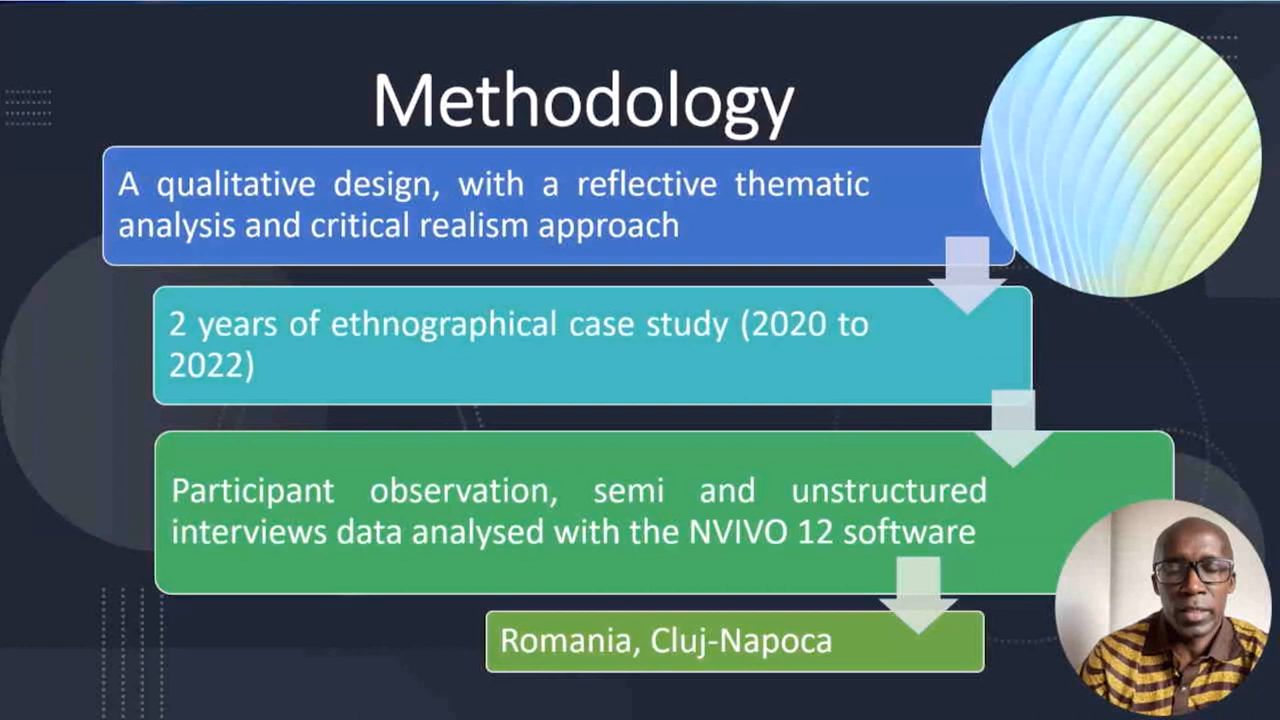 Methodology
A qualitative design, with a reflective thematic
analysis and critical realism approach
2 years of ethnographical case study (2020 to
2022)
Participant observation, semi and unstructured
interviews data analysed with the NVIVO 12 software
Romania, Cluj-Napoca